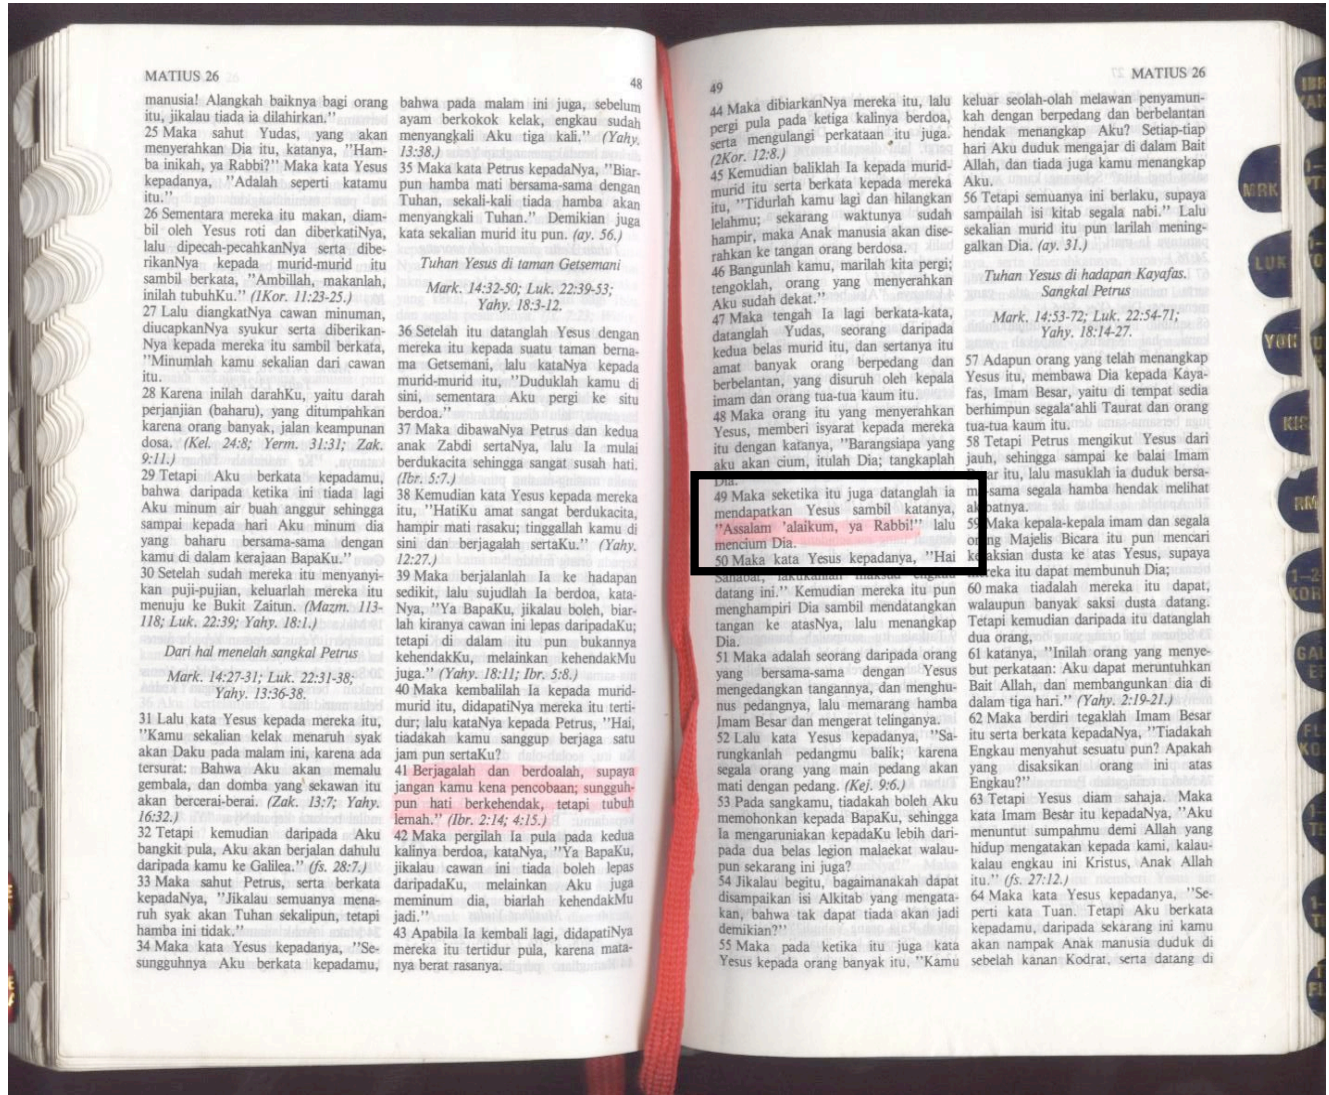 MATIUS 26
48
manusia! Alangkah baiknya bagi orang
itu, jikalau tiada ia dilahirkan."
25 Maka sahut Yudas, yang akan
menyerahkan Dia itu, katanya, "Ham-
ba inikah, ya Rabbi?" Maka kata Yesus
kepadanya, "Adalah seperti katamu
itu."
26 Sementara mereka itu makan, diam-
bil oleh Yesus roti dan diberkatiNya,
lalu dipecah-pecahkanNya serta dibe-
rikanNya kepada murid-murid itu
sambil berkata, "Ambillah, makanlah,
inilah tubuhKu." (1Kor. 11:23-25.)
27 Lalu diangkatNya cawan minuman,
diucapkanNya syukur serta diberikan-
Nya kepada mereka itu sambil berkata,
"Minumlah kamu sekalian dari cawan
itu.
28 Karena inilah darahKu, yaitu darah
perjanjian (baharu), yang ditumpahkan
karena orang banyak, jalan keampunan
dosa. (Kel. 24:8; Yerm. 31:31; Zak.
9:11.)
29 Tetapi Aku berkata kepadamu,
bahwa daripada ketika ini tiada lagi
Aku minum air buah anggur sehingga
sampai kepada hari Aku minum dia
yang baharu bersama-sama dengan
kamu di dalam kerajaan BapaKu."
30 Setelah sudah mereka itu menyanyi-
kan puji-pujian, keluarlah mereka itu
menuju ke Bukit Zaitun. (Mazm. 113-
118; Luk. 22:39; Yah. 18:1.)
Dari hal menelah sangkal Petrus
Mark. 14:27-31; Luk. 22:31-38;
Yahy. 13:36-38.
31 Lalu kata Yesus kepada mereka itu,
"Kamu sekalian kelak menaruh syak
akan Daku pada malam ini, karena ada
tersurat: Bahwa Aku akan memalu
gembala, dan domba yang sekawan itu
akan bercerai-berai. (Zak. 13:7; Yahy.
16:32.)
32 Tetapi kemudian daripada Aku
bangkit pula, Aku akan berjalan dahulu
daripada kamu ke Galilea." (fs. 28:7.)
33 Maka sahut Petrus, serta berkata
kepadaNya, "Jikalau semuanya mena-
ruh syak akan Tuhan sekalipun, tetapi
hamba ini tidak."
34 Maka kata Yesus kepadanya, "Se-
sungguhnya Aku berkata kepadamu,
bahwa pada malam ini juga, sebelum
ayam berkokok kelak, engkau sudah
menyangkali Aku tiga kali." (Yahy.
13:38.)
35 Maka kata Petrus kepadaNya, "Biar-
pun hamba mati bersama-sama dengan
Tuhan, sekali-kali tiada hamba akan
menyangkali Tuhan." Demikian juga
kata sekalian murid itu pun. (ay. 56.)
Tuhan Yesus di taman Getsemani
Mark. 14:32-50; Luk. 22:39-53;
Yahy. 18:3-12.
36 Setelah itu datanglah Yesus dengan
mereka itu kepada suatu taman berna-
ma Getsemani, lalu kataNya kepada
murid-murid itu, "Duduklah kamu di
sini, sementara Aku pergi ke situ
berdoa."
37 Maka dibawaNya Petrus dan kedua
anak Zabdi sertaNya, lalu Ia mulai
berdukacita sehingga sangat susah hati.
(Ibr. 5:7.)
38 Kemudian kata Yesus kepada mereka
itu, "HatiKu amat sangat berdukacita,
hampir mati rasaku; tinggallah kamu di
sini dan berjagalah sertaKu." (Yahy.
12:27.)
39 Maka berjalanlah Ia ke hadapan
sedikit, lalu sujudlah Ia berdoa, kata-
Nya, "Ya BapaKu, jikalau boleh, biar-
lah kiranya cawan ini lepas daripadaKu;
tetapi di dalam itu pun bukannya
kehendakKu, melainkan kehendakMu
juga." (Yahy. 18:11; Ibr. 5:8.)
40 Maka kembalilah Ia kepada murid-
murid itu, didapatiNya mereka itu terti-
dur; lalu kataNya kepada Petrus, "Hai,
tiadakah kamu sanggup berjaga satu
jam pun sertaKu?
41 Berjagalah dan berdoalah, supaya
jangan kamu kena pencobaan; sungguh-
pun hati berkehendak, tetapi tubuh
lemah." (Ibr. 2:14; 4:15.)
42 Maka pergilah Ia pula pada kedua
kalinya berdoa, kataNya, "Ya BapaKu,
jikalau cawan ini tiada boleh lepas
daripadaKu, melainkan Aku juga
meminum dia, biarlah kehendakMu
jadi."
43 Apabila Ia kembali lagi, didapatiNya
mereka itu tertidur pula, karena mata-
nya berat rasanya.
49
MATIUS 26
44 Maka dibiarkanNya mereka itu, lalu
pergi pula pada ketiga kalinya berdoa,
serta mengulangi perkataan itu juga.
(2Kor. 12:8.)
45 Kemudian baliklah Ia kepada murid-
murid itu serta berkata kepada mereka
itu, "Tidurlah kamu lagi dan hilangkan
lelahmu; sekarang waktunya sudah
hampir, maka Anak manusia akan dise-
rahkan ke tangan orang berdosa.
46 Bangunlah kamu, marilah kita pergi;
tengoklah, orang yang menyerahkan
Aku sudah dekat."
47 Maka tengah Ia lagi berkata-kata,
datanglah Yudas, seorang daripada
kedua belas murid itu, dan sertanya itu
amat banyak orang berpedang dan
berbelantan, yang disuruh oleh kepala
imam dan orang tua-tua kaum itu.
48 Maka orang itu yang menyerahkan
Yesus, memberi isyarat kepada mereka
itu dengan katanya, "Barangsiapa yang
aku akan cium, itulah Dia; tangkaplah
Dia."
49 Maka seketika itu juga datanglah ia
mendapatkan Yesus sambil katanya,
"Assalam 'alaikum, ya Rabbi!" lalu
mencium Dia.
50 Maka kata Yesus kepadanya, "Hai
Sahabat, lakukanlah maksud engkau
datang ini." Kemudian mereka itu pun
menghampiri Dia sambil mendatangkan
tangan ke atasNya, lalu menangkap
Dia.
51 Maka adalah seorang daripada orang
yang bersama-sama dengan Yesus
mengedangkan tangannya, dan menghu-
nus pedangnya, lalu memarang hamba
Imam Besar dan mengerat telinganya.
52 Lalu kata Yesus kepadanya, "Sa-
rungkanlah pedangmu balik; karena
segala orang yang main pedang akan
mati dengan pedang. (Kej. 9:6.)
53 Pada sangkamu, tiadakah boleh Aku
memohonkan kepada BapaKu, sehingga
Ia mengaruniakan kepadaKu lebih dari-
pada dua belas legion malaekat walau-
pun sekarang ini juga?
54 Jikalau begitu, bagaimanakah dapat
disampaikan isi Alkitab yang mengata-
kan, bahwa tak dapat tiada akan jadi
demikian?"
55 Maka pada ketika itu juga kata
Yesus kepada orang banyak itu, "Kamu
keluar seolah-olah melawan penyamun-
kah dengan berpedang dan berbelantan
hendak menangkap Aku? Setiap-tiap
hari Aku duduk mengajar di dalam Bait
Allah, dan tiada juga kamu menangkap
Aku.
56 Tetapi semuanya ini berlaku, supaya
sampailah isi kitab segala nabi." Lalu
sekalian murid itu pun larilah mening-
galkan Dia. (ay. 31.)
Tuhan Yesus di hadapan Kayafas.
Sangkal Petrus
Mark. 14:53-72; Luk. 22:54-71;
Yahy. 18:14-27.
57 Adapun orang yang telah menangkap
Yesus itu, membawa Dia kepada Kaya-
fas, Imam Besar, yaitu di tempat sedia
berhimpun segala ahli Taurat dan orang
tua-tua kaum itu.
58 Tetapi Petrus mengikut Yesus dari
jauh, sehingga sampai ke balai Imam
Besar itu, lalu masuklah ia duduk bersa-
ma-sama segala hamba hendak melihat
akibatnya.
59 Maka kepala-kepala imam dan segala
orang Majelis Bicara itu pun mencari
kesaksian dusta ke atas Yesus, supaya
mereka itu dapat membunuh Dia;
60 maka tiadalah mereka itu dapat,
walaupun banyak saksi dusta datang.
Tetapi kemudian daripada itu datanglah
dua orang,
61 katanya, "Inilah orang yang menye-
but perkataan: Aku dapat meruntuhkan
Bait Allah, dan membangunkan dia di
dalam tiga hari." (Yahy. 2:19-21.)
62 Maka berdiri tegaklah Imam Besar
itu serta berkata kepadaNya, "Tiadakah
Engkau menyahut sesuatu pun? Apakah
yang disaksikan orang ini atas
Engkau?"
63 Tetapi Yesus diam sahaja. Maka
kata Imam Besar itu kepadaNya, "Aku
menuntut sumpahmu demi Allah yang
hidup mengatakan kepada kami, kalau-
kalau engkau ini Kristus, Anak Allah
itu." (fs. 27:12.)
64 Maka kata Yesus kepadanya, "Se-
perti kata Tuan. Tetapi Aku berkata
kepadamu, daripada sekarang ini kamu
akan nampak Anak manusia duduk di
sebelah kanan Kodrat, serta datang di
MRK
LUK
YOH
KIS